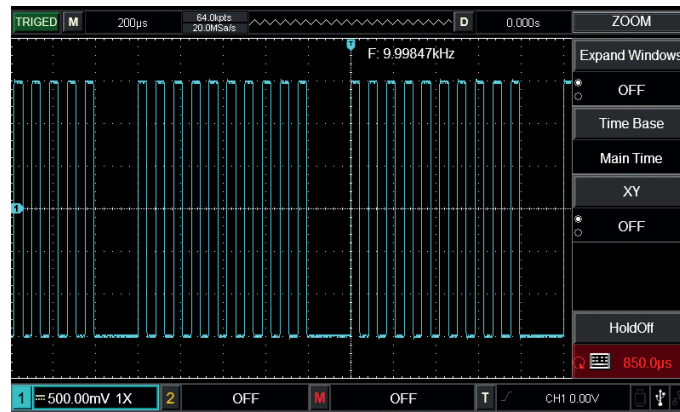 TRIGED M 200µs 64.0kpts D 0.000s ZOOM
20.0MSa/s
T
F: 9.99847kHz
Expand Windows
OFF
Time Base
Main Time
XY
1
OFF
HoldOff
850.0µs
1 500.00mV 1X 2 OFF M OFF T CH1 0.00V